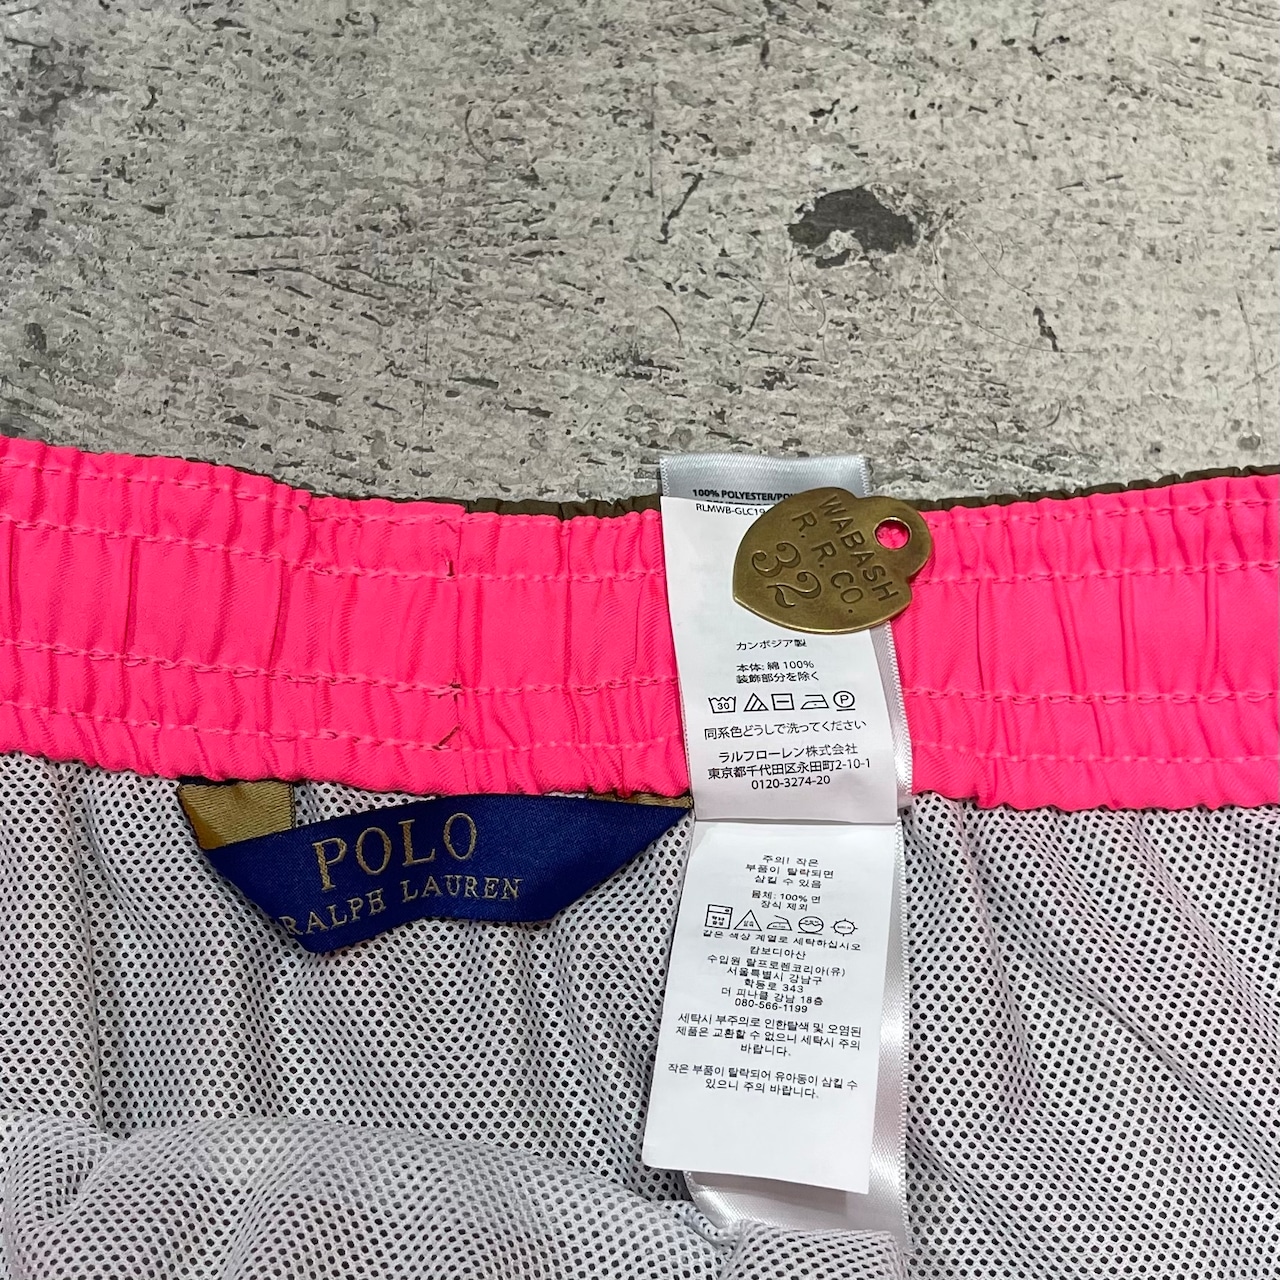 100% POLYESTER/PO
RLMWB-GLC19
WABASH
R. R. CO.
32
カンボジア製
本体: 綿 100%
装飾部分を除く
30
P
同系色どうしで洗ってください
ラルフローレン株式会社
東京都千代田区永田町2-10-1
0120-3274-20
POLO
RALPH LAUREN
주의! 작은
부품이 탈락되면
삼킬 수 있음
몸체: 100% 면
장식 제외
같은 색상 계열로 세탁하십시오
캄보디아산
수입원 랄프로렌코리아(유)
서울특별시 강남구
학동로 343
더 피나클 강남 18층
080-566-1199
세탁시 부주의로 인한탈색 및 오염된
제품은 교환할 수 없으니 세탁시 주의
바랍니다.
작은 부품이 탈락되어 유아동이 삼킬 수
있으니 주의 바랍니다.